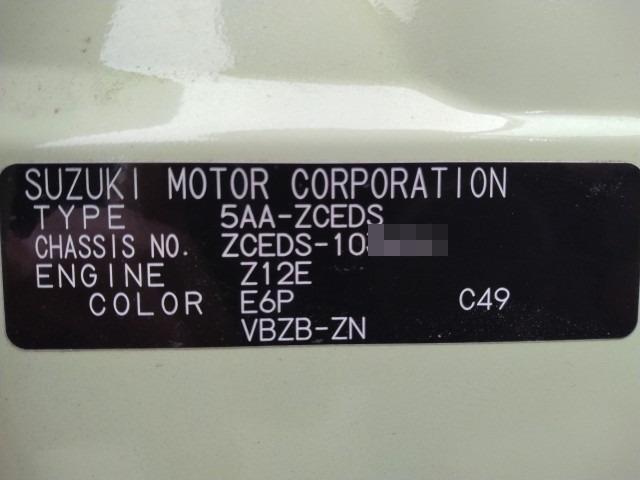 SUZUKI MOTOR CORPORATION
TYPE 5AA-ZCEDS
CHASSIS NO. ZCEDS-10
ENGINE Z12E
COLOR E6P C49
VBZB-ZN